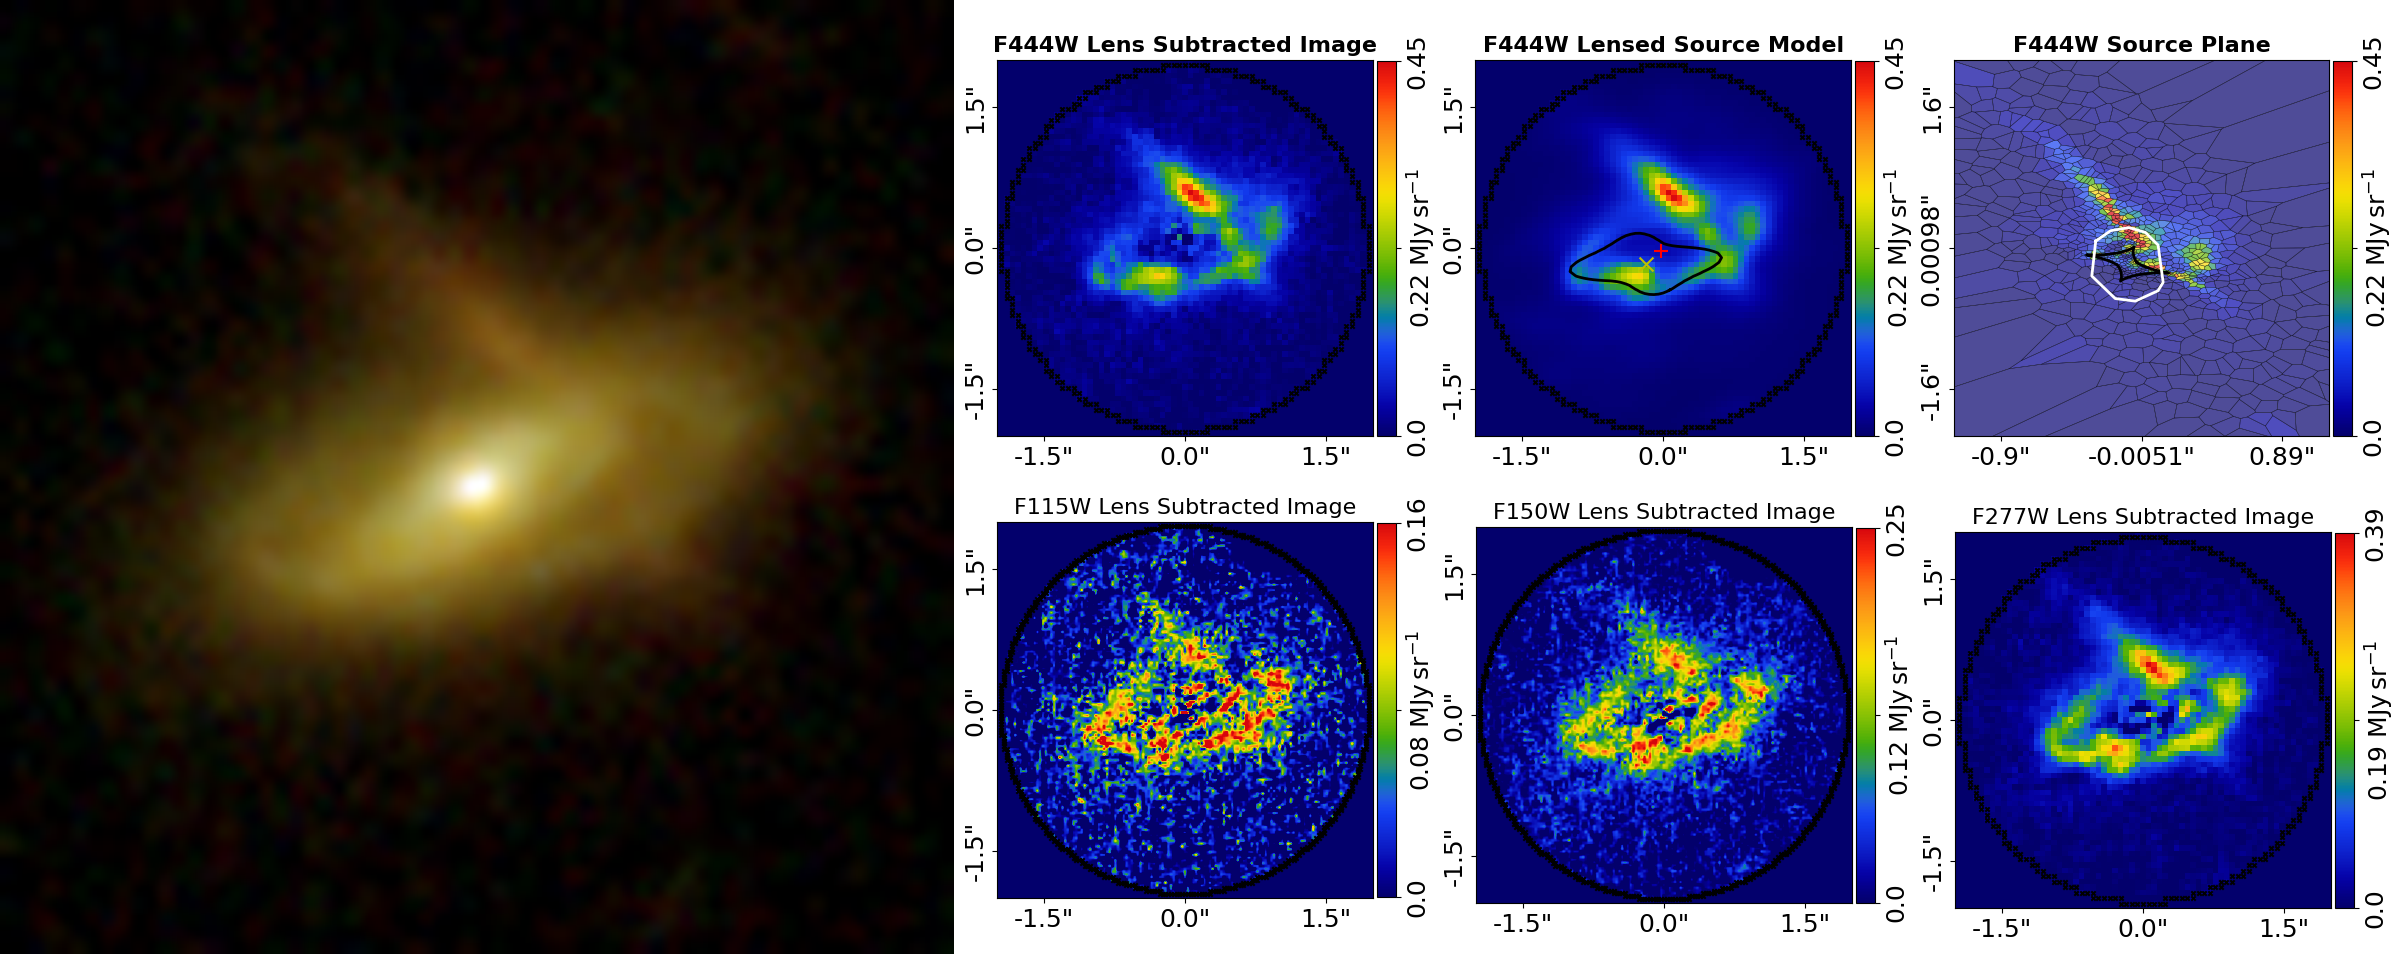 F444W Lens Subtracted Image
1.5"
0.0"
-1.5"
-1.5" 0.0" 1.5"
0.45
0.22 MJy sr⁻¹
0.0
F444W Lensed Source Model
1.5"
0.0"
-1.5"
-1.5" 0.0" 1.5"
0.45
0.22 MJy sr⁻¹
0.0
F444W Source Plane
1.6"
0.00098"
-1.6"
-0.9" -0.0051" 0.89"
0.45
0.22 MJy sr⁻¹
0.0
F115W Lens Subtracted Image
1.5"
0.0"
-1.5"
-1.5" 0.0" 1.5"
0.16
0.08 MJy sr⁻¹
0.0
F150W Lens Subtracted Image
1.5"
0.0"
-1.5"
-1.5" 0.0" 1.5"
0.25
0.12 MJy sr⁻¹
0.0
F277W Lens Subtracted Image
1.5"
0.0"
-1.5"
-1.5" 0.0" 1.5"
0.39
0.19 MJy sr⁻¹
0.0